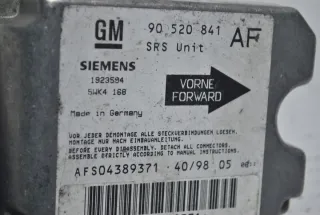 GM 90 520 841 AF
SRS Unit
SIEMENS
1923594
5WK4 168
VORNE
FORWARD
Made in Germany
VOR JEDER DEMONTAGE ALLE STECKVERBINDUNGEN LOESEN,
MONTAGE NUR NACH EINBAUANLEITUNG.
BEFORE EVERY DISASSEMBLY DETACH ALL CONNECTORS.
ASSEMBLE STRICTLY ACCORDING TO MANUAL INSTRUCTIONS.
AFS04389371 · 40/98 05